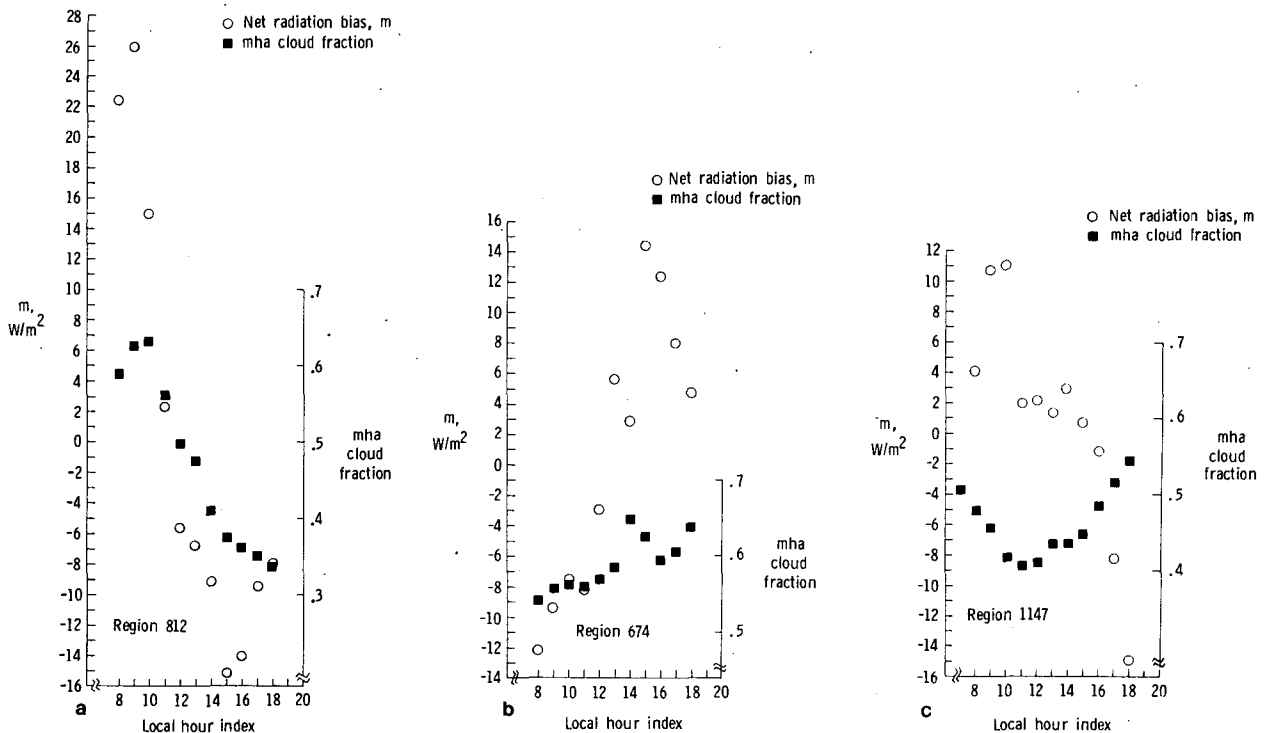 Net radiation bias, m
mha cloud fraction
28
26
24
22
20
18
16
14
12
10
8
6
4
2
0
-2
-4
-6
-8
-10
-12
-14
-16
m,
W/m2
.7
.6
.5
.4
.3
mha
cloud
fraction
Region 812
8 10 12 14 16 18 20
a
Local hour index
Net radiation bias, m
mha cloud fraction
16
14
12
10
8
6
4
2
0
-2
-4
-6
-8
-10
-12
-14
m,
W/m2
.7
.6
.5
mha
cloud
fraction
Region 674
8 10 12 14 16 18 20
b
Local hour index
Net radiation bias, m
mha cloud fraction
12
10
8
6
4
2
0
-2
-4
-6
-8
-10
-12
-14
-16
m,
W/m2
.7
.6
.5
.4
mha
cloud
fraction
Region 1147
8 10 12 14 16 18 20
c
Local hour index